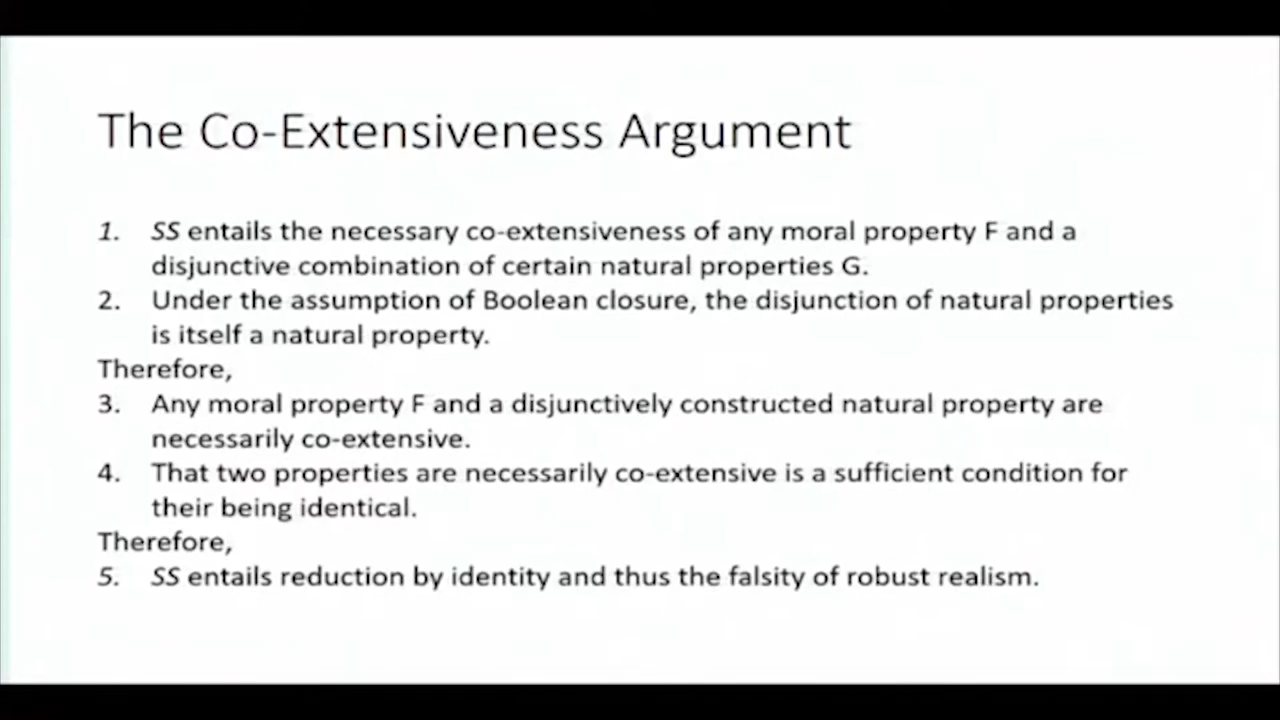 The Co-Extensiveness Argument
1. SS entails the necessary co-extensiveness of any moral property F and a
disjunctive combination of certain natural properties G.
2. Under the assumption of Boolean closure, the disjunction of natural properties
is itself a natural property.
Therefore,
3. Any moral property F and a disjunctively constructed natural property are
necessarily co-extensive.
4. That two properties are necessarily co-extensive is a sufficient condition for
their being identical.
Therefore,
5. SS entails reduction by identity and thus the falsity of robust realism.